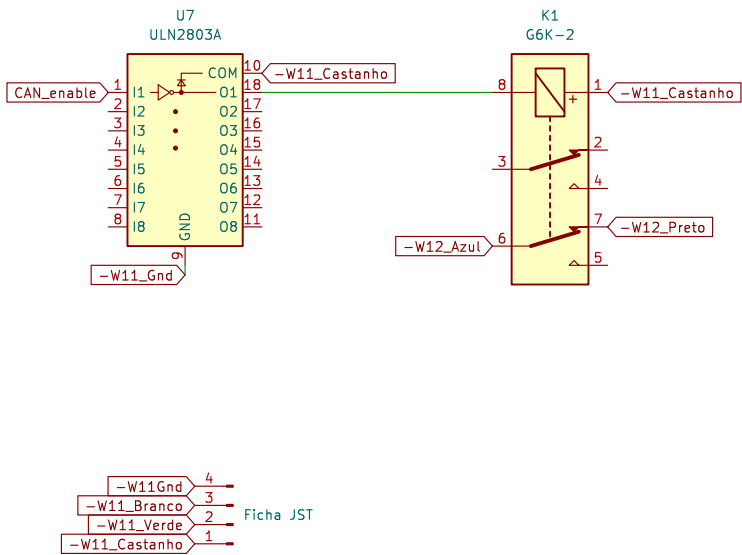 U7
ULN2803A
K1
G6K-2
CAN_enable
1
2
3
4
5
6
7
8
I1
I2
I3
I4
I5
I6
I7
I8
COM
O1
O2
O3
O4
O5
O6
O7
O8
10
18
17
16
15
14
13
12
11
GND
9
-W11_Castanho
-W11_Gnd
8
3
6
+
1
2
4
7
5
-W11_Castanho
-W12_Azul
-W12_Preto
-W11Gnd 4
-W11_Branco 3
-W11_Verde 2
-W11_Castanho 1
Ficha JST